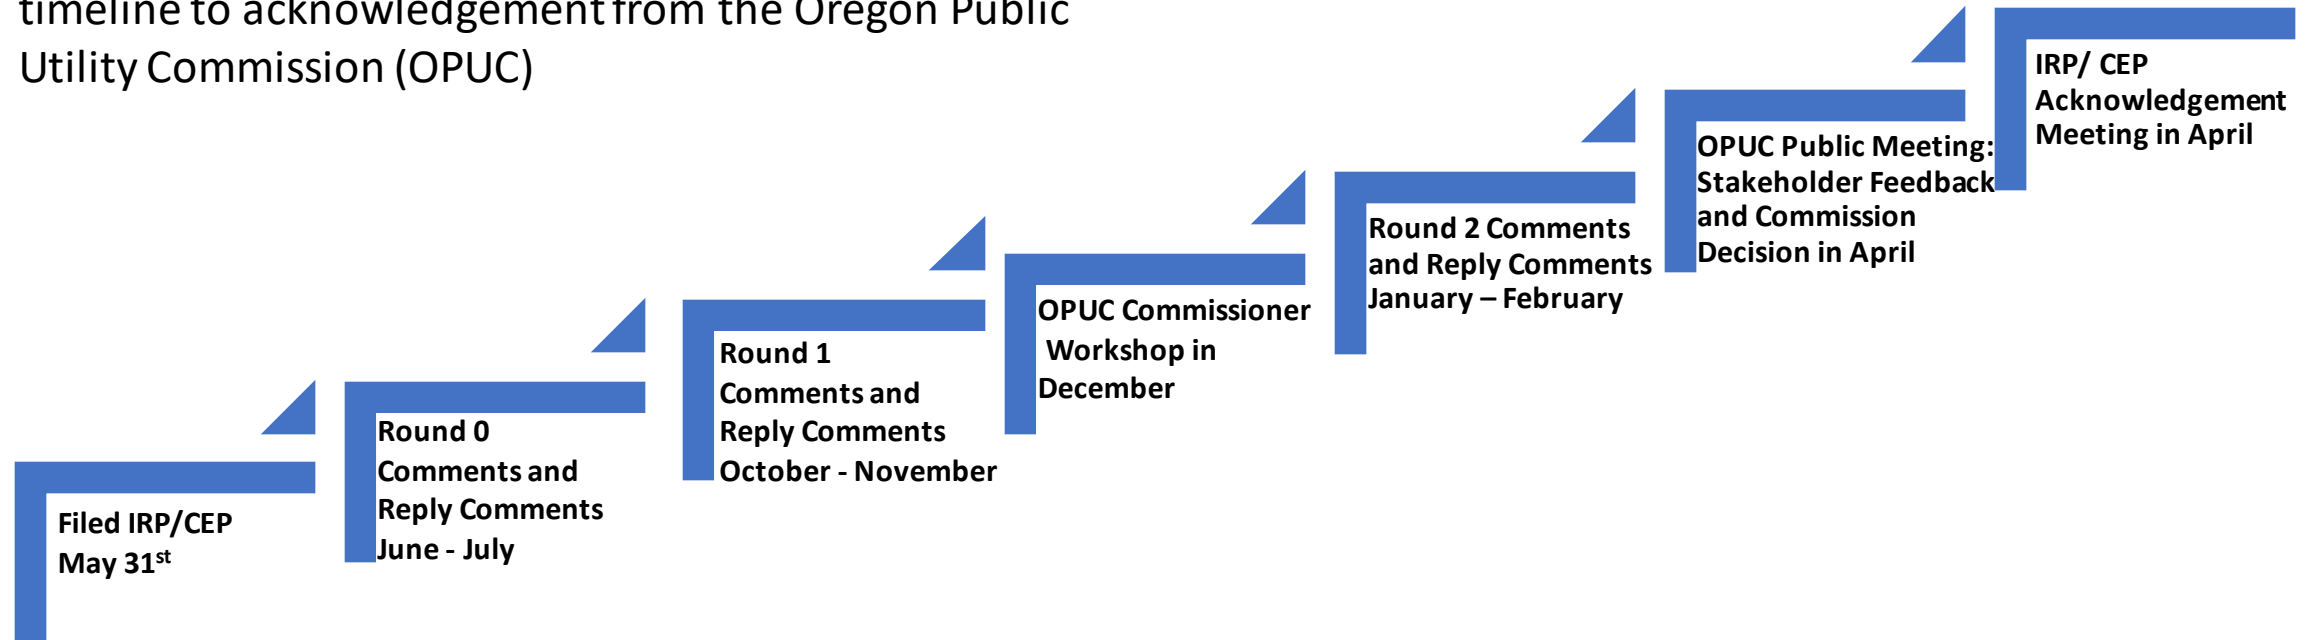 timeline to acknowledgement from the Oregon Public
Utility Commission (OPUC)
Filed IRP/CEP
May 31st
Round 0
Comments and
Reply Comments
June - July
Round 1
Comments and
Reply Comments
October - November
OPUC Commissioner
Workshop in
December
Round 2 Comments
and Reply Comments
January – February
OPUC Public Meeting:
Stakeholder Feedback
and Commission
Decision in April
IRP/ CEP
Acknowledgement
Meeting in April